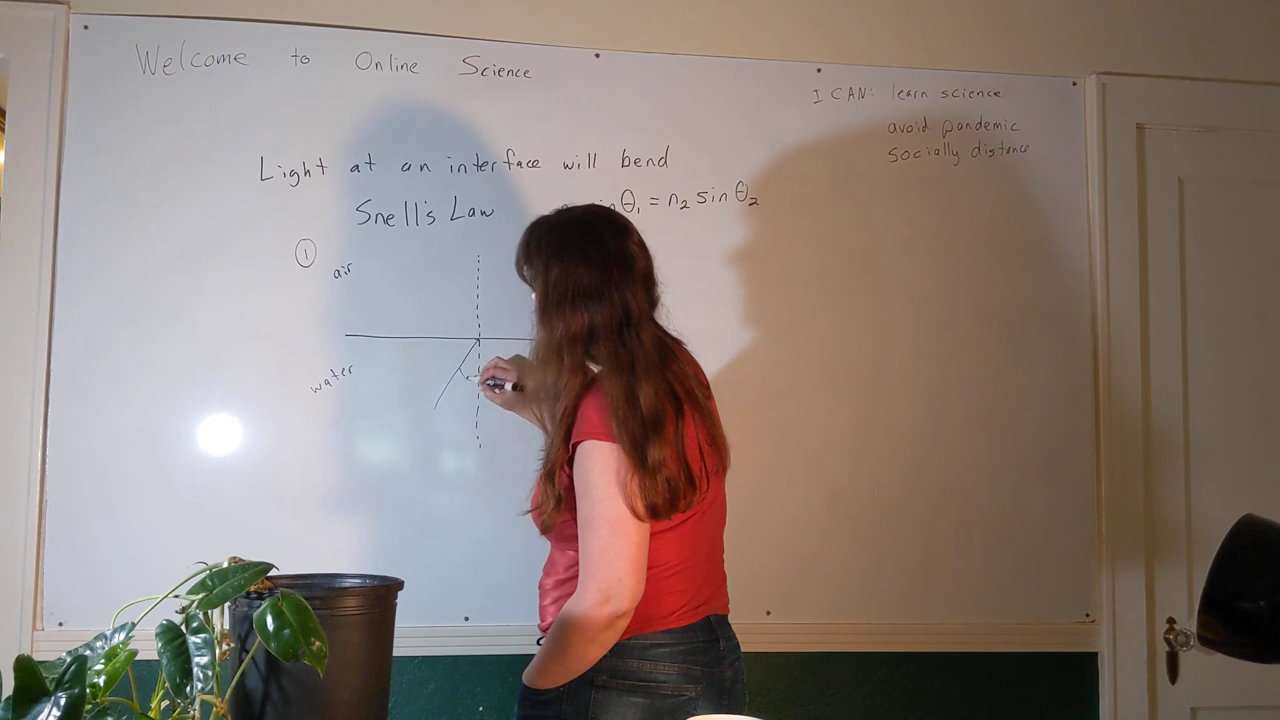 Welcome to Online Science
I CAN: learn science
avoid pandemic
socially distance
Light at an interface will bend
Snell's Law θ₁ = n₂ sin θ₂
① air
water